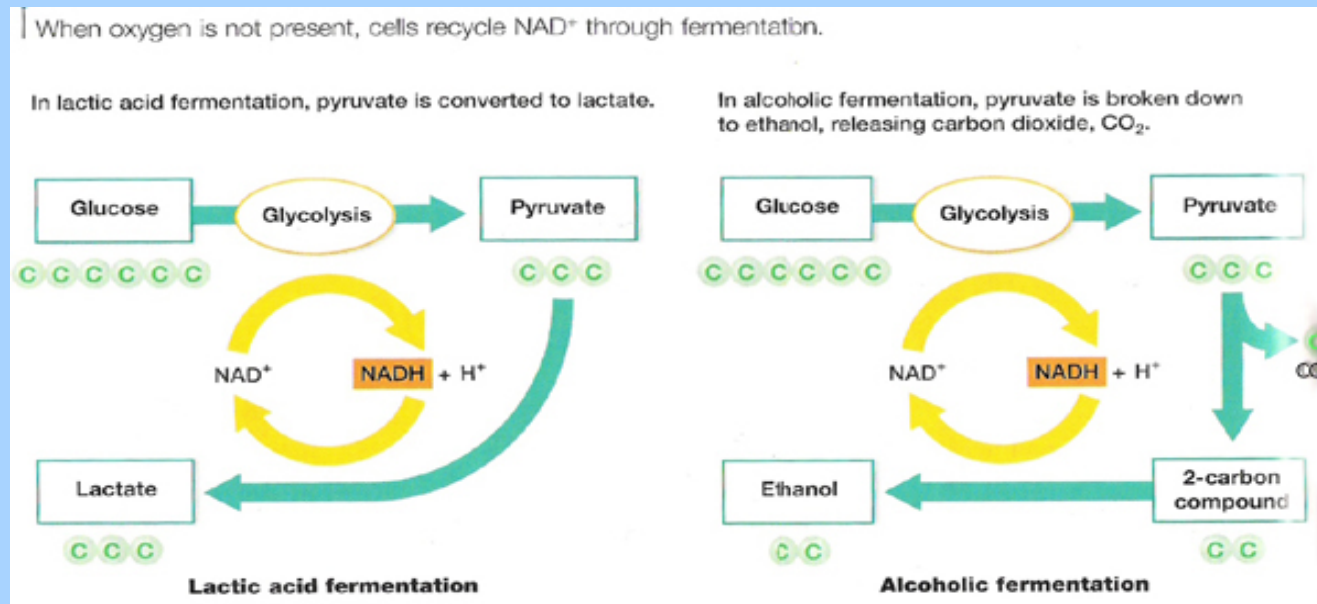 When oxygen is not present, cells recycle NAD⁺ through fermentation.
In lactic acid fermentation, pyruvate is converted to lactate.
Glucose
Glycolysis
Pyruvate
C C C C C C
C C C
NAD⁺
NADH + H⁺
Lactate
C C C
Lactic acid fermentation
In alcoholic fermentation, pyruvate is broken down
to ethanol, releasing carbon dioxide, CO₂.
Glucose
Glycolysis
Pyruvate
C C C C C C
C C C
NAD⁺
NADH + H⁺
Ethanol
2-carbon
compound
C C
C C
Alcoholic fermentation